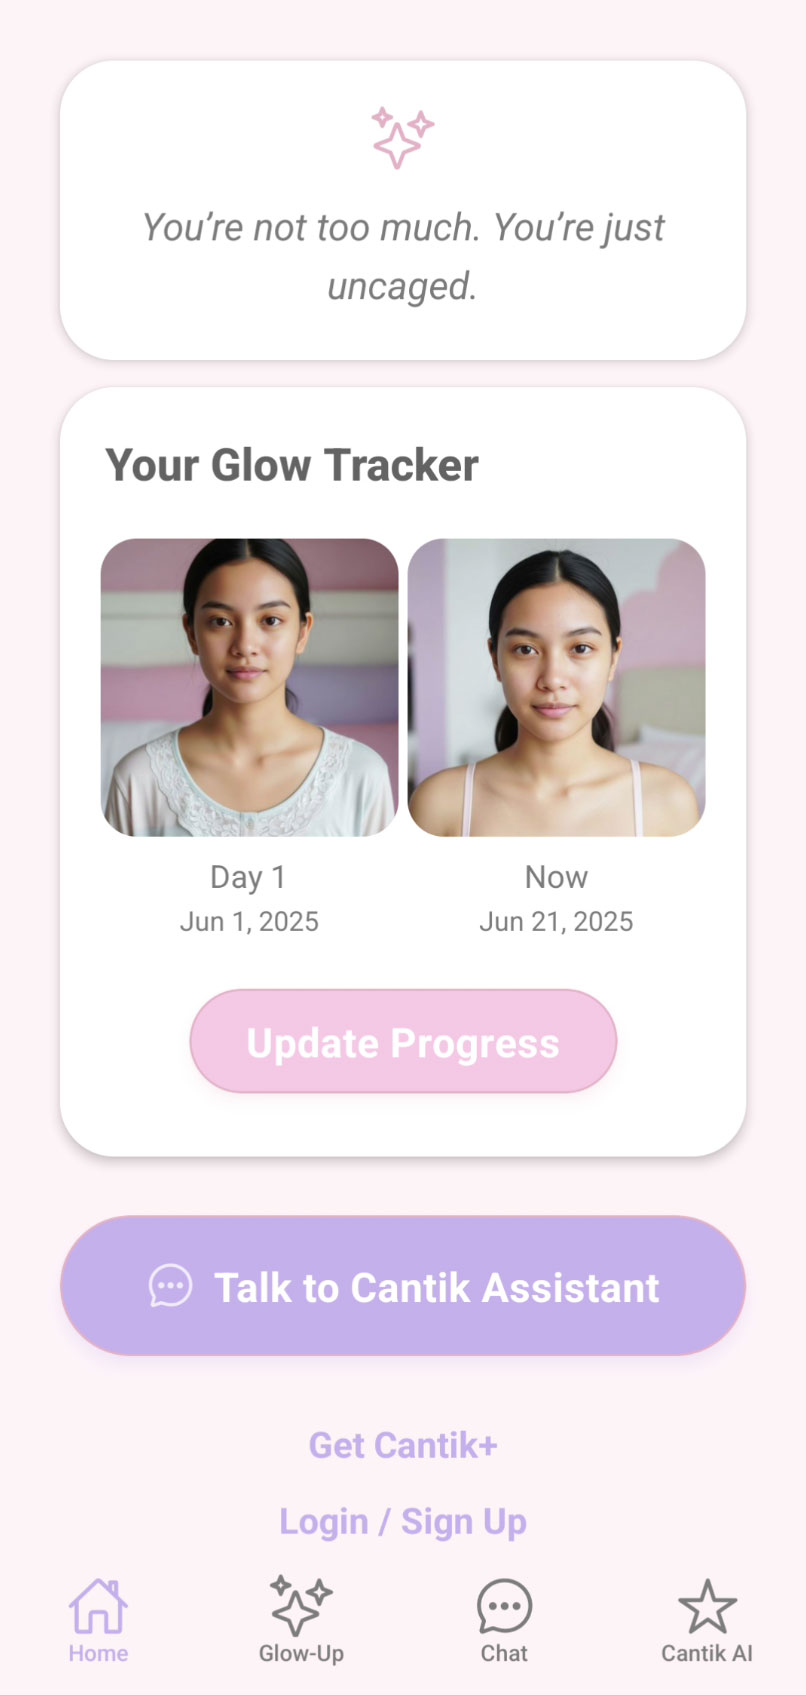 You’re not too much. You’re just
uncaged.
Your Glow Tracker
Day 1
Jun 1, 2025
Now
Jun 21, 2025
Update Progress
Talk to Cantik Assistant
Get Cantik+
Login / Sign Up
Home
Glow-Up
Chat
Cantik AI